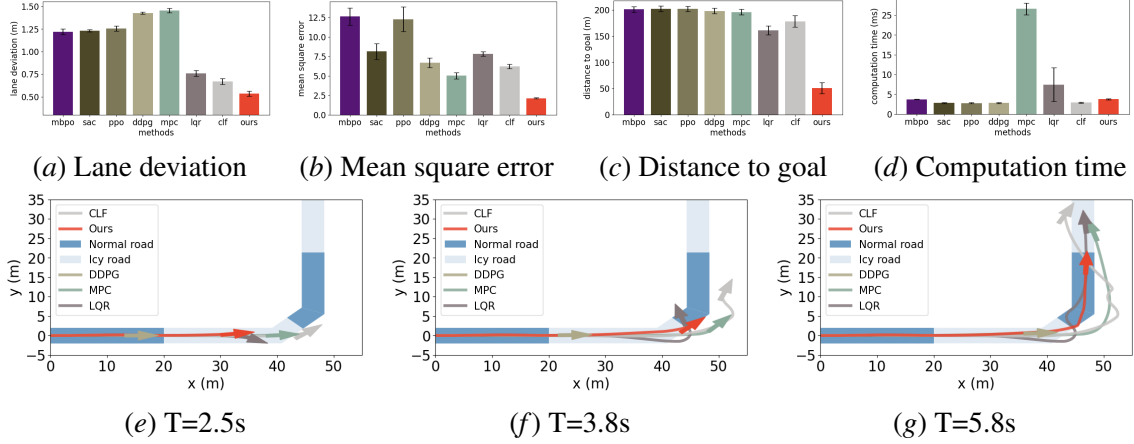 1.50
1.25
1.00
0.75
0.50
lane deviation (m)
mbpo sac ppo ddpg mpc lqr clf ours
methods
(a) Lane deviation
12.5
10.0
7.5
5.0
2.5
0.0
mean square error
mbpo sac ppo ddpg mpc lqr clf ours
methods
(b) Mean square error
200
150
100
50
0
distance to goal (m)
mbpo sac ppo ddpg mpc lqr clf ours
methods
(c) Distance to goal
25
20
15
10
5
0
computation time (ms)
mbpo sac ppo ddpg mpc lqr clf ours
methods
(d) Computation time
35
30
25
20
15
10
5
0
−5
y (m)
CLF
Ours
Normal road
Icy road
DDPG
MPC
LQR
0 10 20 30 40 50
x (m)
(e) T=2.5s
35
30
25
20
15
10
5
0
−5
y (m)
CLF
Ours
Normal road
Icy road
DDPG
MPC
LQR
0 10 20 30 40 50
x (m)
(f) T=3.8s
35
30
25
20
15
10
5
0
−5
y (m)
CLF
Ours
Normal road
Icy road
DDPG
MPC
LQR
0 10 20 30 40 50
x (m)
(g) T=5.8s